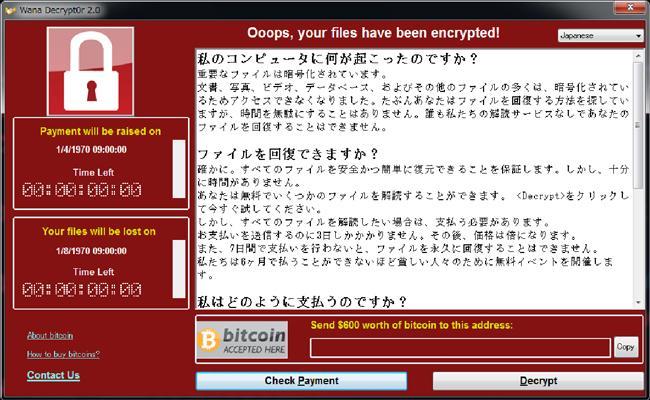 Wana Decrypt0r 2.0
Ooops, your files have been encrypted!
Japanese
Payment will be raised on
1/4/1970 09:00:00
Time Left
00:00:00:00
Your files will be lost on
1/8/1970 09:00:00
Time Left
00:00:00:00
About bitcoin
How to buy bitcoins?
Contact Us
私のコンピュータに何が起こったのですか？
重要なファイルは暗号化されています。
文書、写真、ビデオ、データベース、およびその他のファイルの多くは、暗号化されてい
るためアクセスできなくなりました。たぶんあなたはファイルを回復する方法を探してい
ますが、時間を無駄にすることはありません。誰も私たちの解読サービスなしであなたの
ファイルを回復することはできません。
ファイルを回復できますか？
確かに。すべてのファイルを安全かつ簡単に復元できることを保証します。しかし、十分
に時間がありません。
あなたは無料でいくつかのファイルを解読することができます。 <Decrypt>をクリックし
て今すぐ試してください。
しかし、すべてのファイルを解読したい場合は、支払う必要があります。
お支払いを送信するのに3日しかかかりません。その後、価格は倍になります。
また、7日間で支払いを行わないと、ファイルを永久に回復することはできません。
私たちは6ヶ月で払うことができないほど貧しい人々のために無料イベントを開催しま
す。
私はどのように支払うのですか？
bitcoin
ACCEPTED HERE
Send $600 worth of bitcoin to this address:
Copy
Check Payment
Decrypt